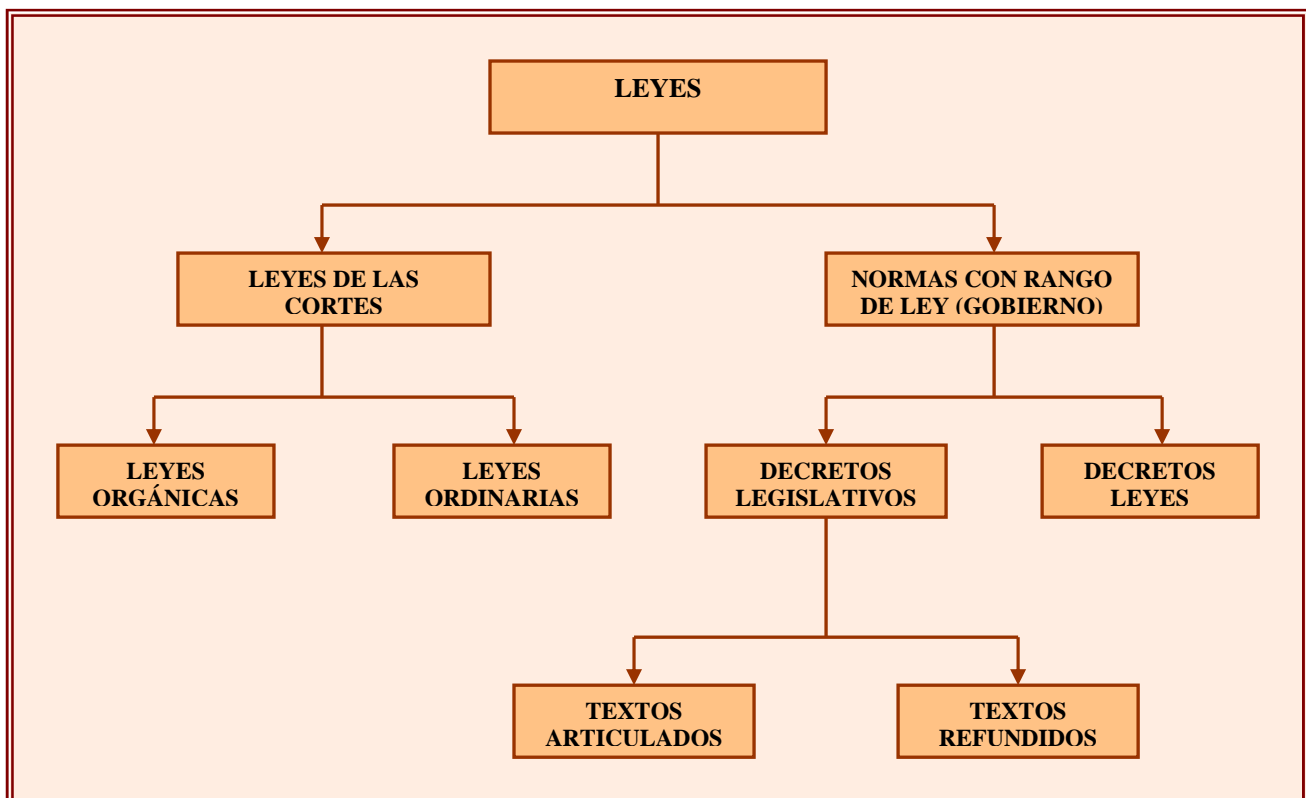 LEYES
LEYES DE LAS
CORTES
NORMAS CON RANGO
DE LEY (GOBIERNO)
LEYES
ORGÁNICAS
LEYES
ORDINARIAS
DECRETOS
LEGISLATIVOS
DECRETOS
LEYES
TEXTOS
ARTICULADOS
TEXTOS
REFUNDIDOS